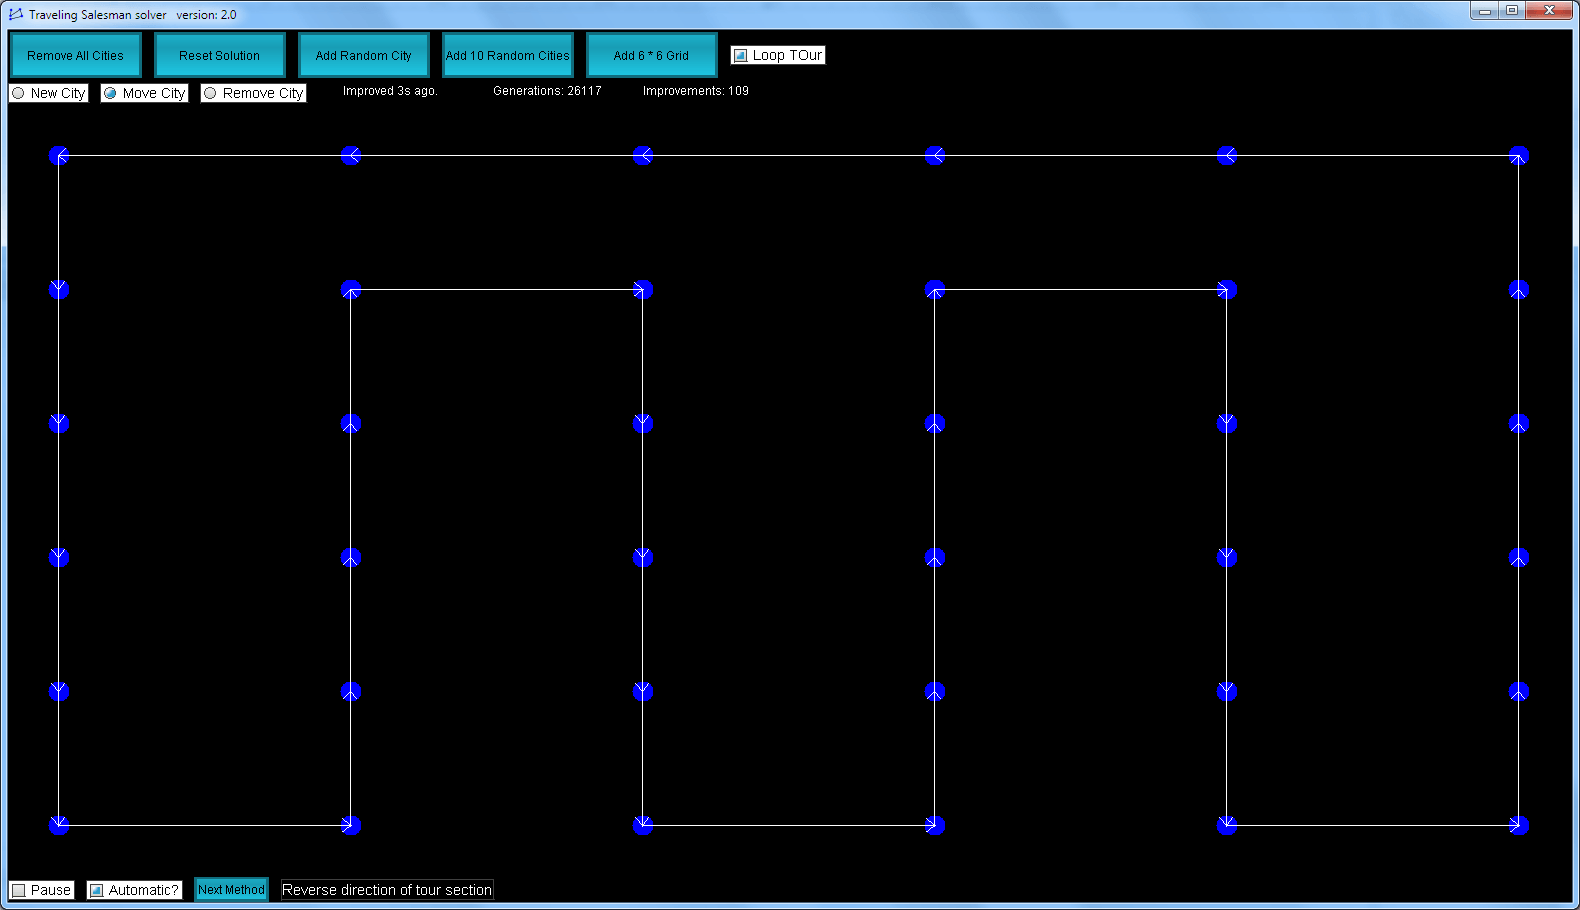 Traveling Salesman solver version: 2.0
Remove All Cities Reset Solution Add Random City Add 10 Random Cities Add 6 * 6 Grid Loop TOur
New City Move City Remove City Improved 3s ago. Generations: 26117 Improvements: 109
Pause Automatic? Next Method Reverse direction of tour section